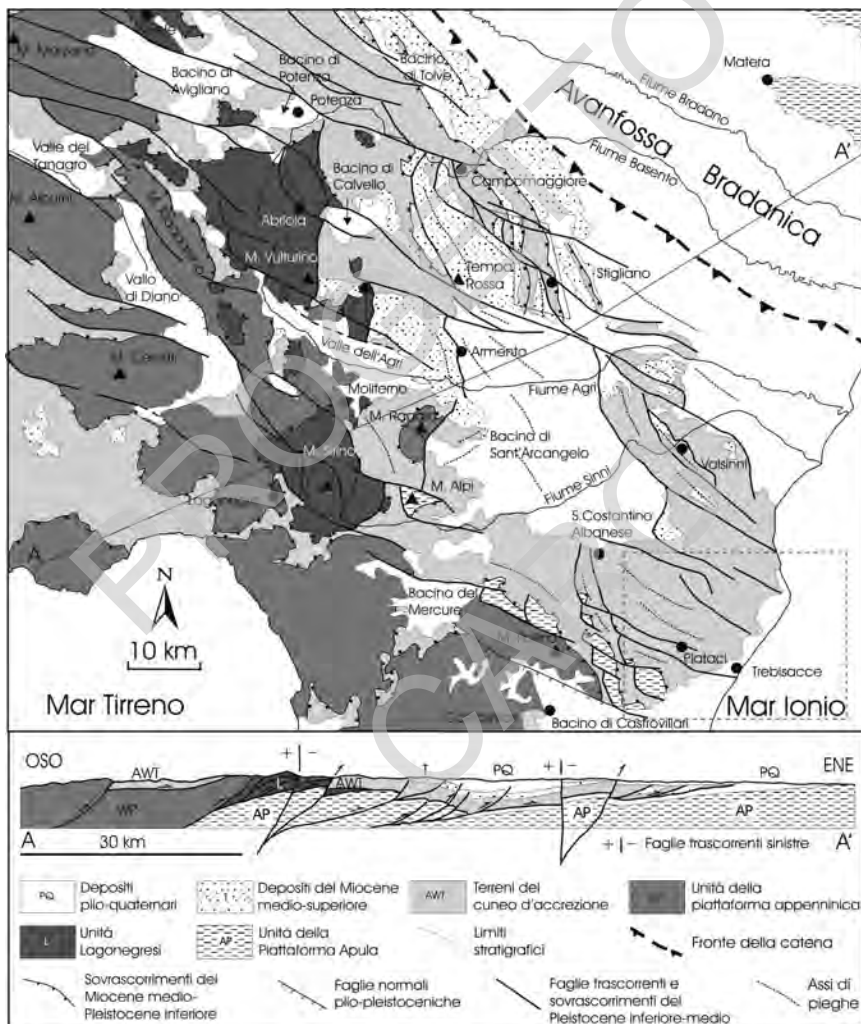 M. Marzano
Bacino di
Avigliano
Bacino di
Potenza
Potenza
Bacino
di Tolve
Matera
Fiume Bradano
Avanfossa
Bradanica
Fiume Basento
A'
Valle del
Tanagro
M. Alburni
Bacino di
Calvello
Campomaggiore
Abriola
M. Vulturino
Tempa
Rossa
Stigliano
Vallo
di Diano
Valle dell'Agri
Armento
M. Cervati
Moliterno
Fiume Agri
M. Raparo
Bacino di
Sant'Arcangelo
Valsinni
M. Sirino
M. Alpi
Fiume Sinni
S. Costantino
Albanese
A
N
10 km
Bacino del
Mercure
Plataci
Trebisacce
Mar Tirreno
Mar Ionio
Bacino di Castrovillari
OSO
ENE
AWT
+ -
L
AWT
T
PQ
+ -
PQ
WP
AP
AP
AP
A
30 km
+ - Faglie trascorrenti sinistre
A'
PQ Depositi
plio-quaternari
T Depositi del Miocene
medio-superiore
AWT Terreni del
cuneo d'accrezione
WP Unità della
piattaforma appenninica
L Unità
Lagonegresi
AP Unità della
Piattaforma Apula
Limiti
stratigrafici
Fronte della catena
Sovrascorrimenti del
Miocene medio-
Pleistocene inferiore
Faglie normali
plio-pleistoceniche
Faglie trascorrenti e
sovrascorrimenti del
Pleistocene inferiore-medio
Assi di
pieghe